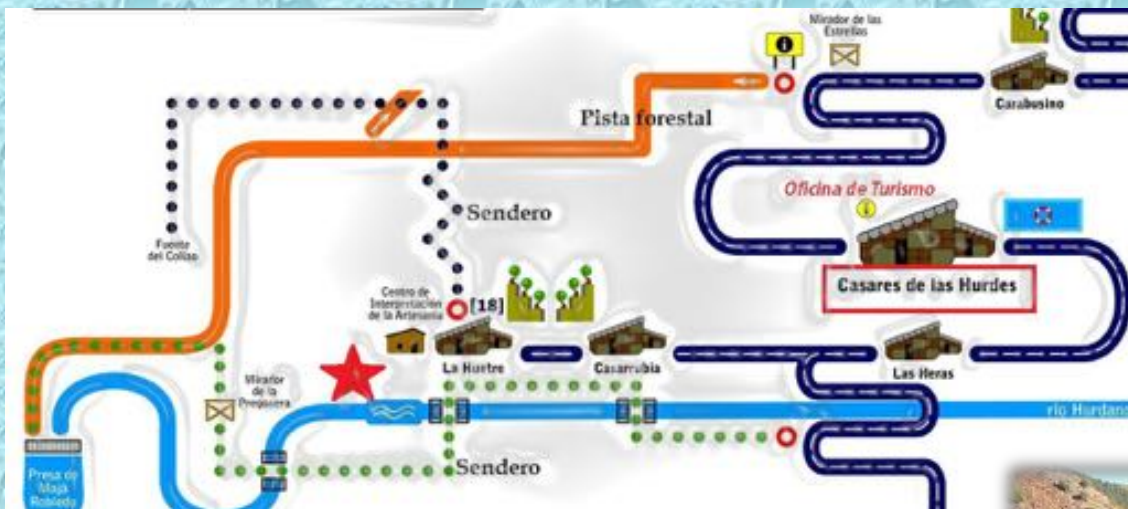 Mirador de las
Estrellas
i
Carabusino
Pista forestal
Oficina de Turismo
Sendero
Fuente
del Collao
Casares de las Hurdes
Centro de
Interpretación
de la Artesanía
[18]
La Huetre
Casarrubia
Las Heras
Mirador
de la
río Hurdano
Sendero
Presa de
Maja
Robledo